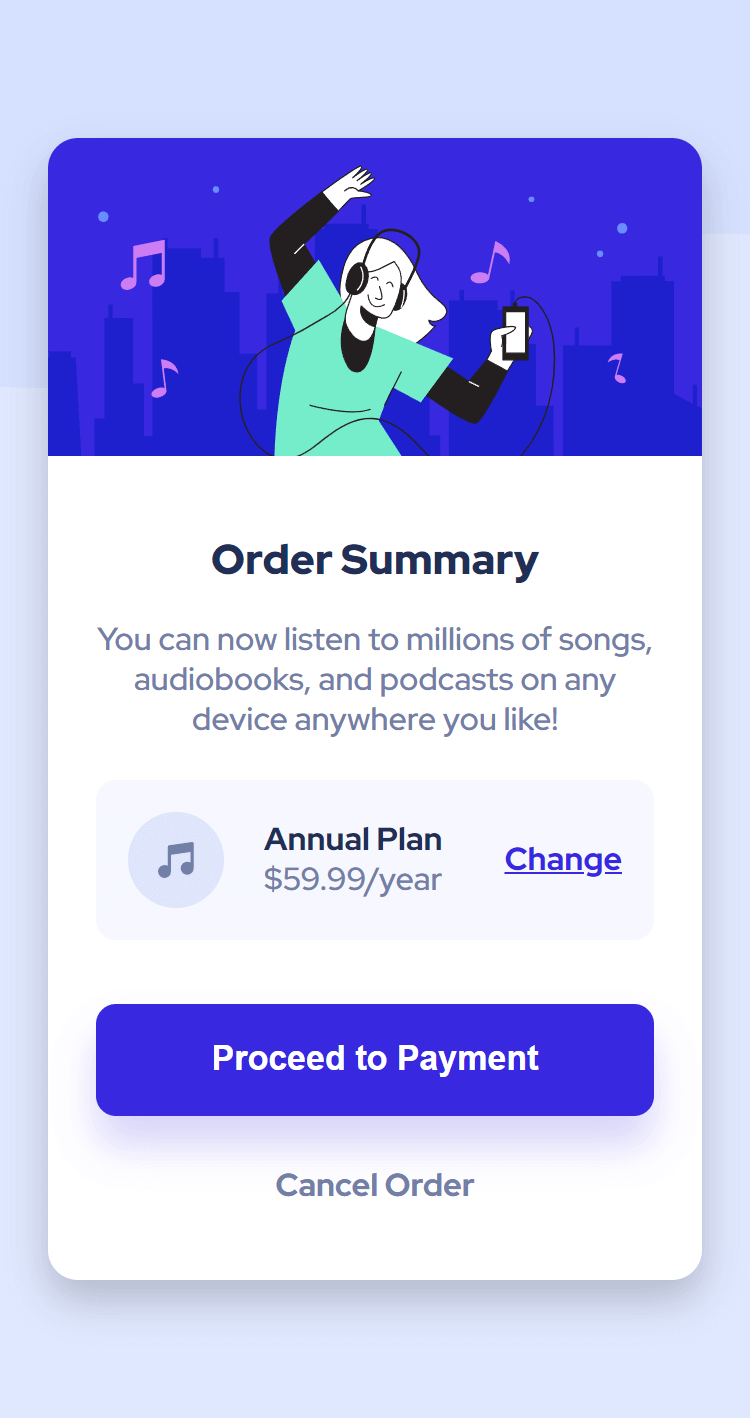 Order Summary
You can now listen to millions of songs,
audiobooks, and podcasts on any
device anywhere you like!
Annual Plan
$59.99/year
Change
Proceed to Payment
Cancel Order